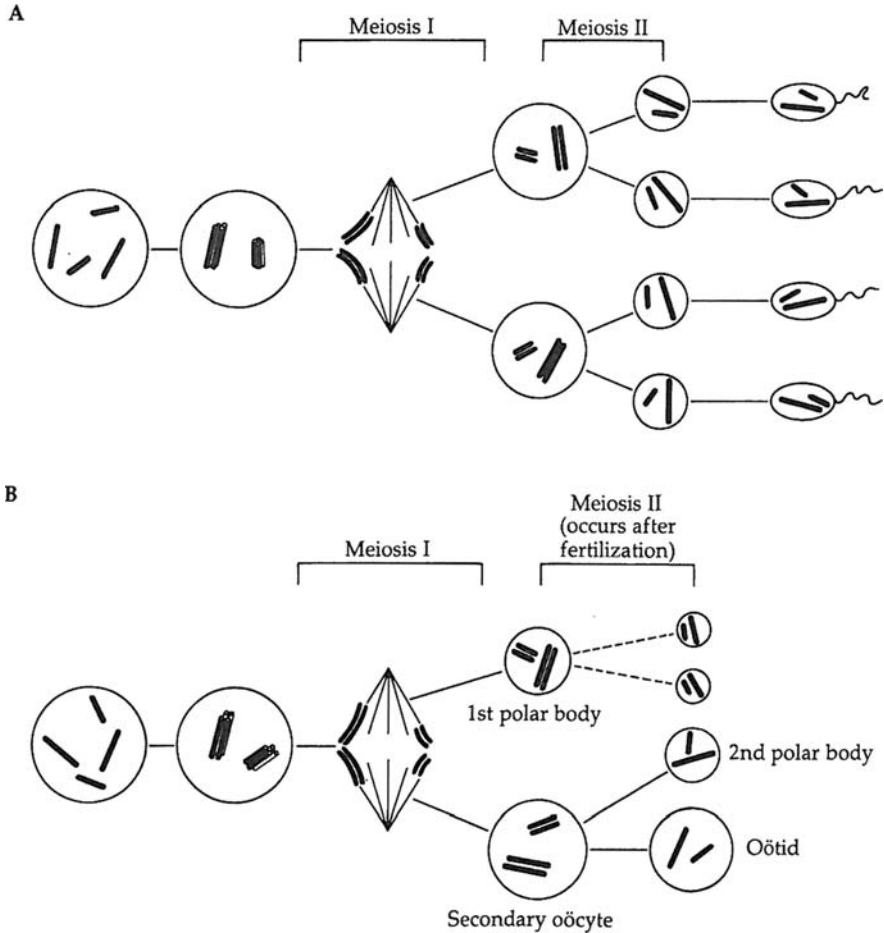 A
Meiosis I
Meiosis II
B
Meiosis I
Meiosis II
(occurs after
fertilization)
1st polar body
2nd polar body
Oötid
Secondary oöcyte